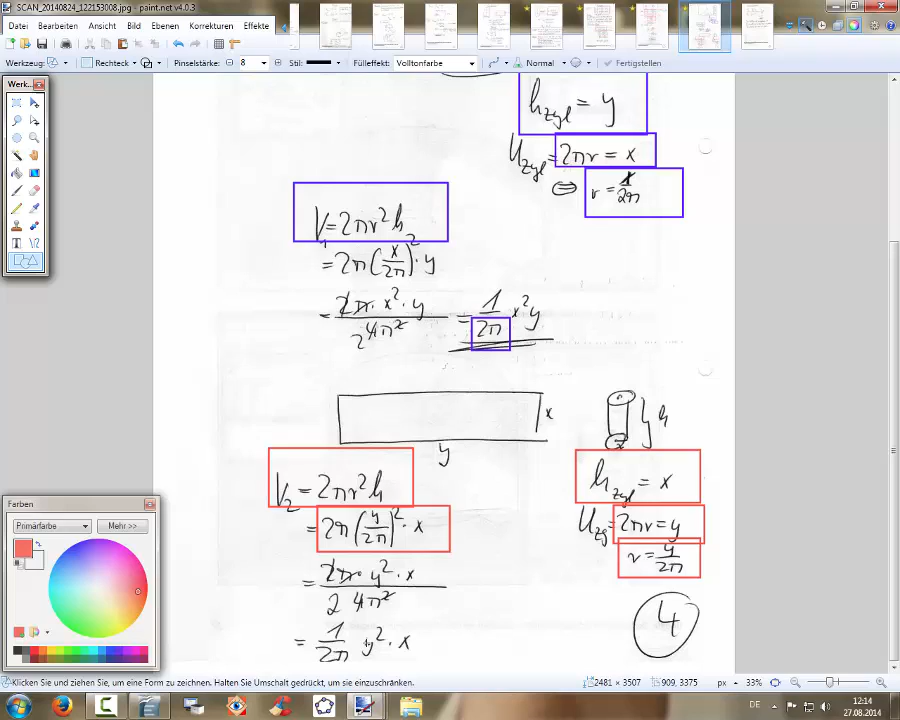 SCAN_20140824_122153008.jpg - paint.net v4.0.3
Datei Bearbeiten Ansicht Bild Ebenen Korrekturen Effekte
Werkzeug: Rechteck Pinselstärke: 8 Stil: Fülleffekt: Volltonfarbe Normal Fertigstellen
Werk...
h_zyl = y
U_zyl = 2πr = x
⇔ r = x/2π
V₁ = 2πr²h
= 2π(x/2π)² · y
= 2π · x² · y / 4π² = 1/2π x²y
2
x
y
h
V₂ = 2πr²h
= 2π(y/2π)² · x
= 2π · y² · x / 4π²
2
= 1/2π y² · x
h_zyl = x
U_zy = 2πr = y
r = y/2π
4
Farben
Primärfarbe Mehr >>
Klicken Sie und ziehen Sie, um eine Form zu zeichnen. Halten Sie Umschalt gedrückt, um sie einzuschränken. 2481 × 3507 909, 3375 px 33%
DE 12:14
27.08.2014